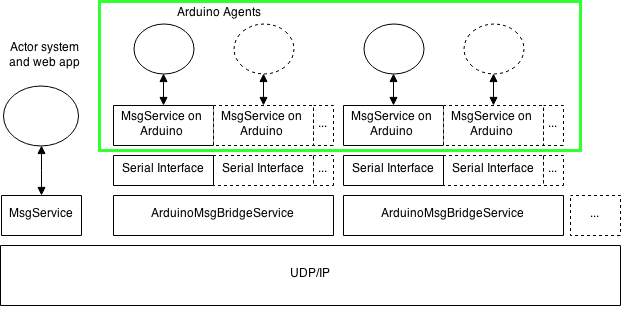 Arduino Agents
Actor system
and web app
MsgService on
Arduino
MsgService on
Arduino
...
MsgService on
Arduino
MsgService on
Arduino
...
Serial Interface
Serial Interface
...
Serial Interface
Serial Interface
...
MsgService
ArduinoMsgBridgeService
ArduinoMsgBridgeService
...
UDP/IP